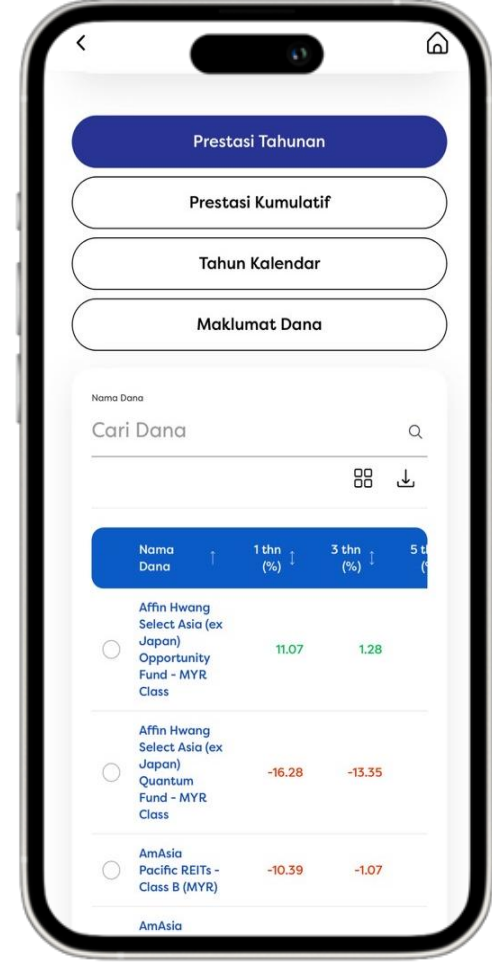 Prestasi Tahunan
Prestasi Kumulatif
Tahun Kalendar
Maklumat Dana
Nama Dana
Cari Dana
Nama Dana 1 thn (%) 3 thn (%) 5
Affin Hwang
Select Asia (ex
Japan)
Opportunity
Fund - MYR
Class
11.07 1.28
Affin Hwang
Select Asia (ex
Japan)
Quantum
Fund - MYR
Class
-16.28 -13.35
AmAsia
Pacific REITs -
Class B (MYR)
-10.39 -1.07
AmAsia